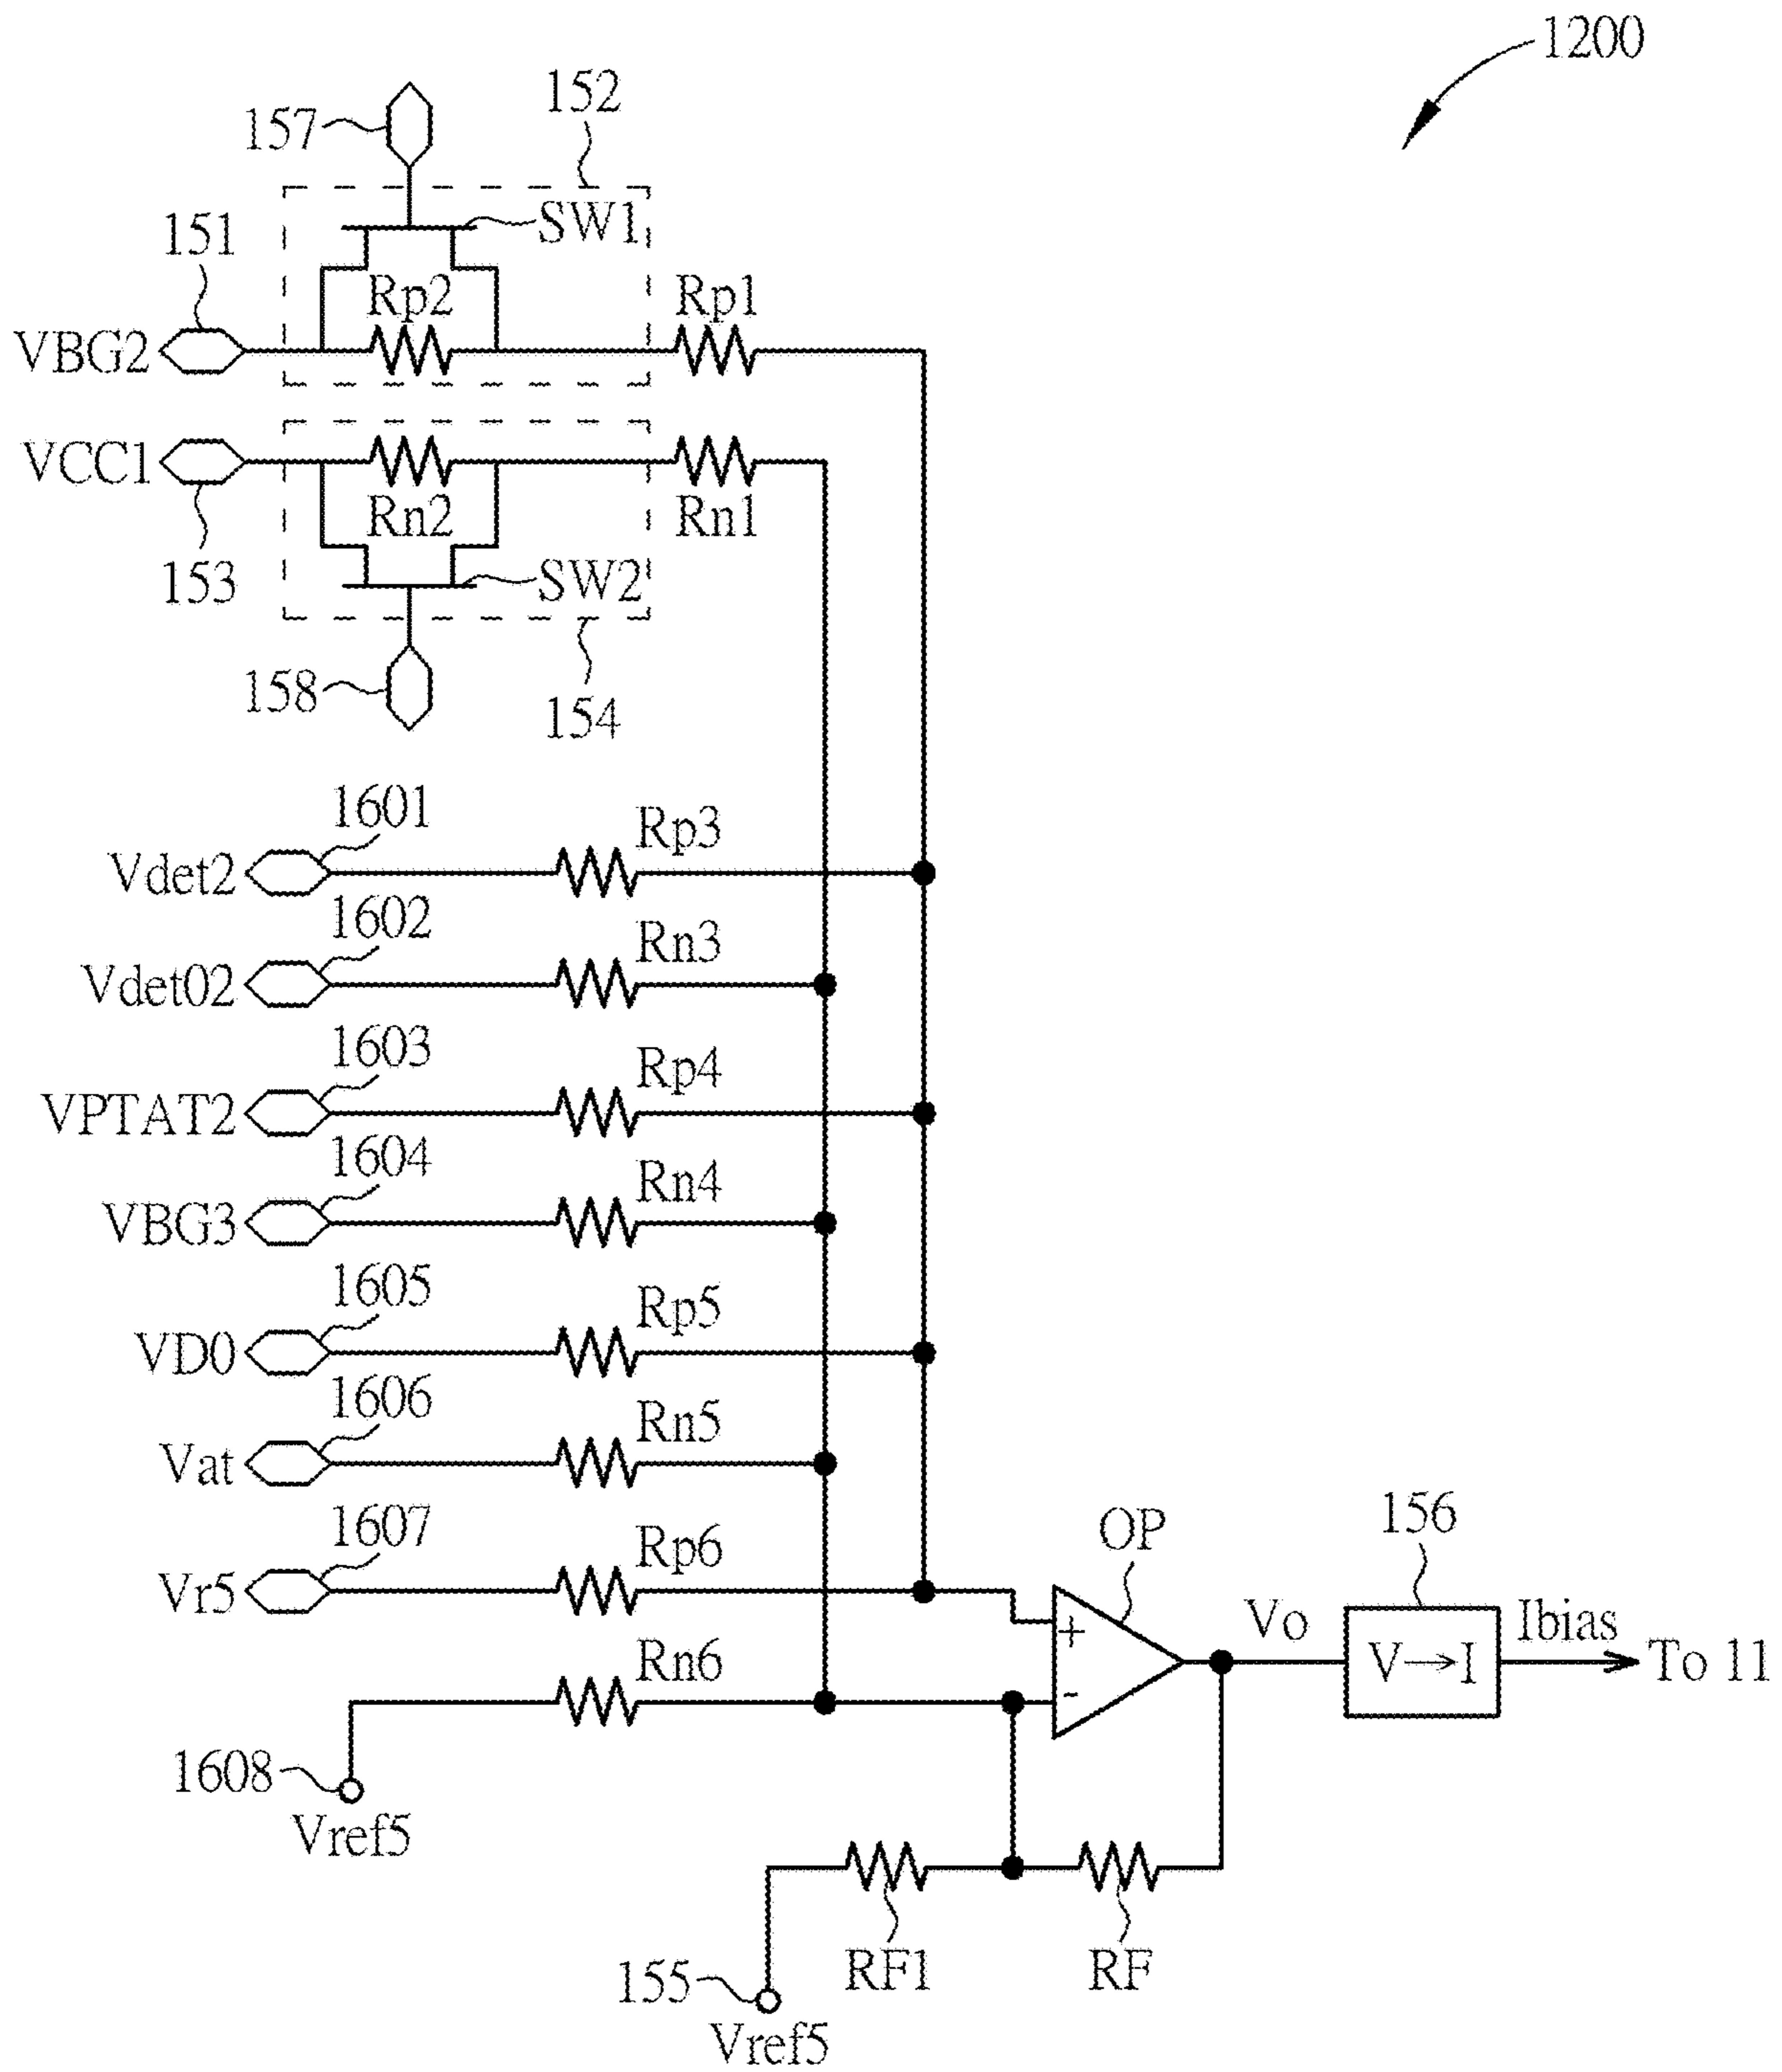 1200
157
152
151
SW1
Rp2
Rp1
VBG2
VCC1
Rn2
Rn1
153
SW2
158
154
1601
Rp3
Vdet2
1602
Rn3
Vdet02
1603
Rp4
VPTAT2
1604
Rn4
VBG3
1605
Rp5
VD0
1606
Rn5
Vat
1607
Rp6
Vr5
OP
156
+
-
Vo
V→I
Ibias
To 11
Rn6
1608
Vref5
RF1
RF
155
Vref5